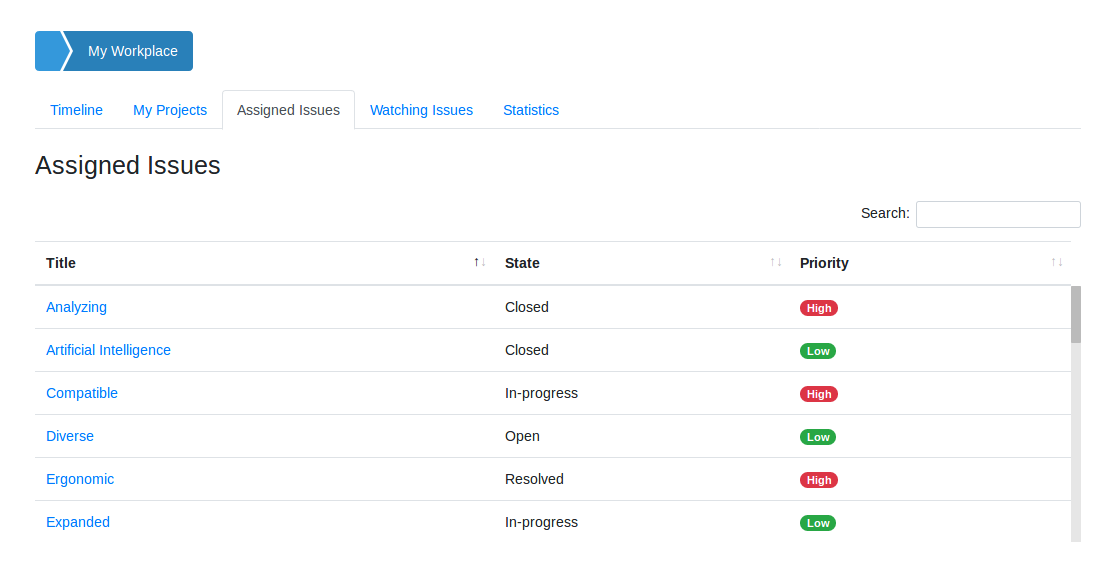 My Workplace
Timeline My Projects Assigned Issues Watching Issues Statistics
Assigned Issues
Search:
Title ↑↓ State ↑↓ Priority ↑↓
Analyzing Closed High
Artificial Intelligence Closed Low
Compatible In-progress High
Diverse Open Low
Ergonomic Resolved High
Expanded In-progress Low